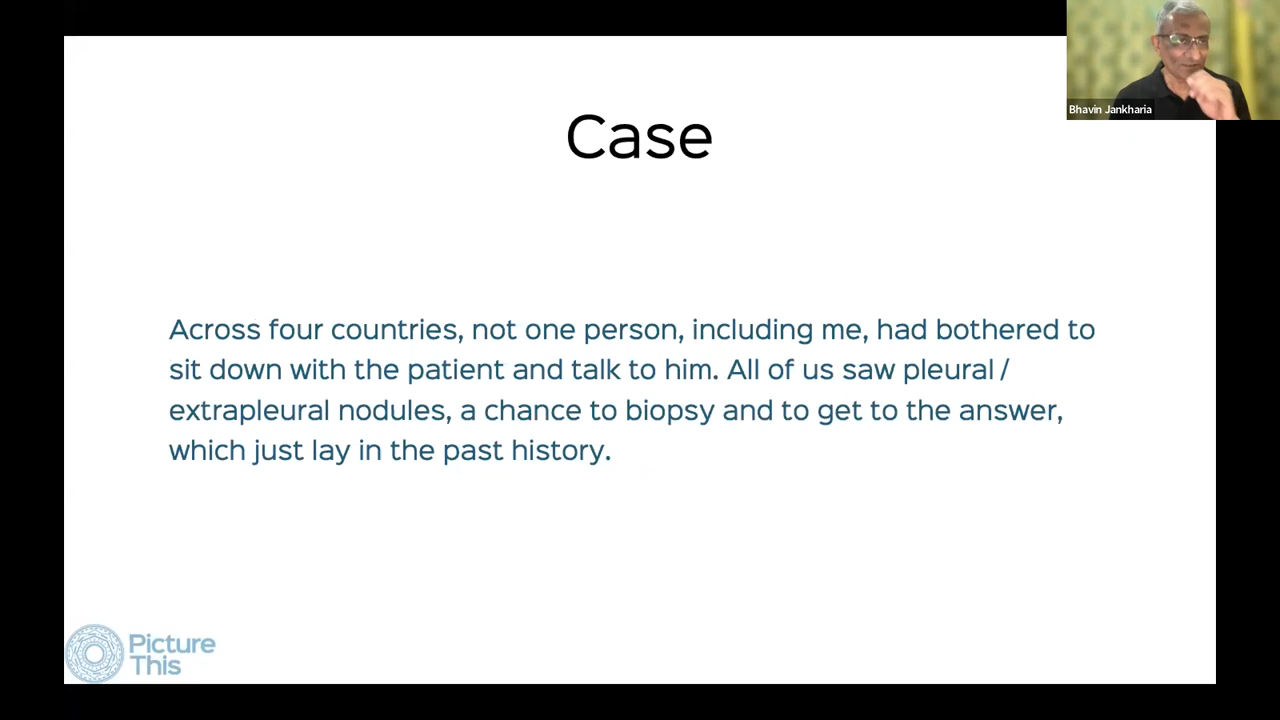 Bhavin Jankharia
Case
Across four countries, not one person, including me, had bothered to
sit down with the patient and talk to him. All of us saw pleural /
extrapleural nodules, a chance to biopsy and to get to the answer,
which just lay in the past history.
Picture
This